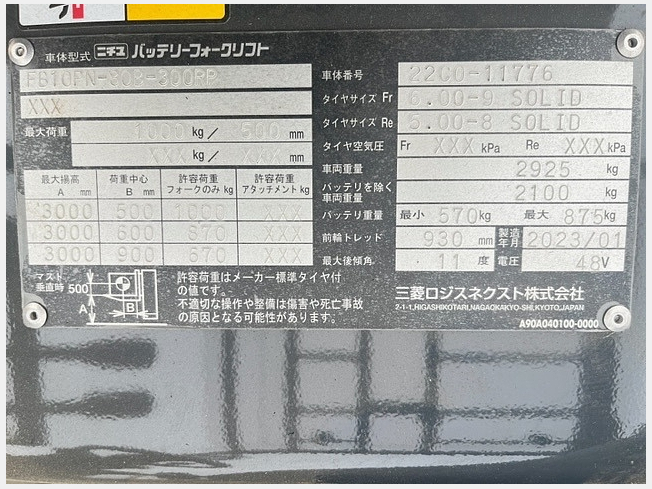 車体型式 ニチユ バッテリーフォークリフト
XXX
最大荷重 1000 kg / 500 mm
XXX kg / XXX mm
最大揚高 A mm 荷重中心 B mm 許容荷重 フォークのみ kg 許容荷重 アタッチメント kg
3000 500 XXX
3000 600 870 XXX
3000 900 670 XXX
マスト垂直時 500 A B
許容荷重はメーカー標準タイヤ付
の値です。
不適切な操作や整備は傷害や死亡事故
の原因となる可能性があります。
車体番号 22C0-11776
タイヤサイズ Fr 6.00-9 SOLID
タイヤサイズ Re 5.00-8 SOLID
タイヤ空気圧 Fr XXX kPa Re XXX kPa
車両重量 2925 kg
バッテリを除く車両重量 2100 kg
バッテリ重量 最小 570 kg 最大 875 kg
前輪トレッド 930 mm 製造年月 2023/01
最大後傾角 11 度 電圧 48 V
三菱ロジスネクスト株式会社
2-1-1,HIGASHIKOTARI,NAGAOKAKYO-SHI,KYOTO,JAPAN
A90A040100-0000